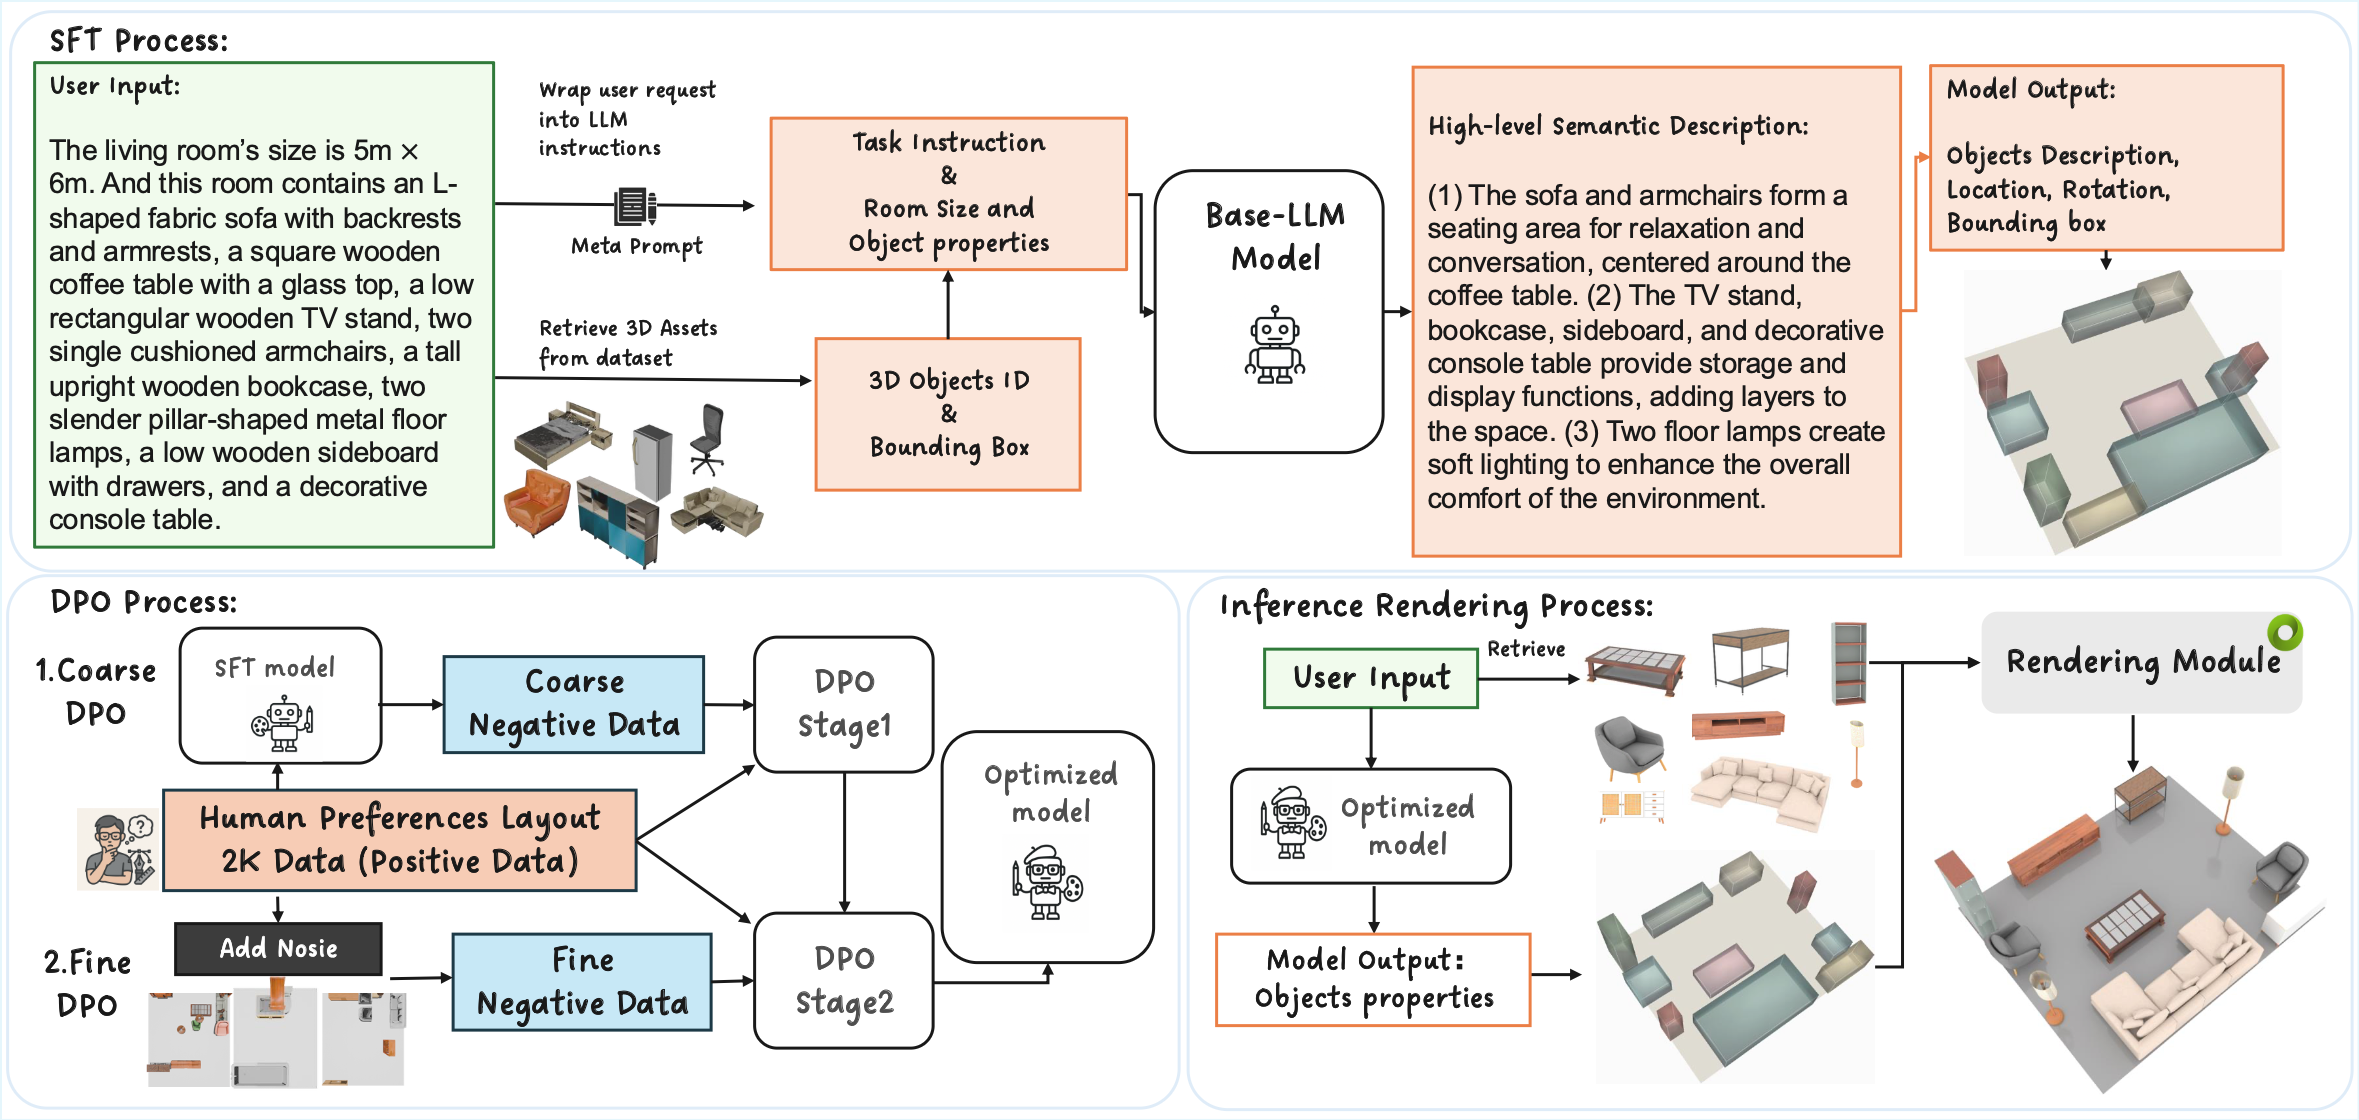 SFT Process:
User Input:
The living room's size is 5m ×
6m. And this room contains an L-
shaped fabric sofa with backrests
and armrests, a square wooden
coffee table with a glass top, a low
rectangular wooden TV stand, two
single cushioned armchairs, a tall
upright wooden bookcase, two
slender pillar-shaped metal floor
lamps, a low wooden sideboard
with drawers, and a decorative
console table.
Wrap user request
into LLM
instructions
Meta Prompt
Retrieve 3D Assets
from dataset
Task Instruction
&
Room Size and
Object properties
3D Objects ID
&
Bounding Box
Base-LLM
Model
High-level Semantic Description:
(1) The sofa and armchairs form a
seating area for relaxation and
conversation, centered around the
coffee table. (2) The TV stand,
bookcase, sideboard, and decorative
console table provide storage and
display functions, adding layers to
the space. (3) Two floor lamps create
soft lighting to enhance the overall
comfort of the environment.
Model Output:
Objects Description,
Location, Rotation,
Bounding box
DPO Process:
1.Coarse
DPO
SFT model
Coarse
Negative Data
DPO
Stage1
Human Preferences Layout
2K Data (Positive Data)
?
Optimized
model
Add Nosie
2.Fine
DPO
Fine
Negative Data
DPO
Stage2
Inference Rendering Process:
User Input
Retrieve
Rendering Module
Optimized
model
Model Output:
Objects properties